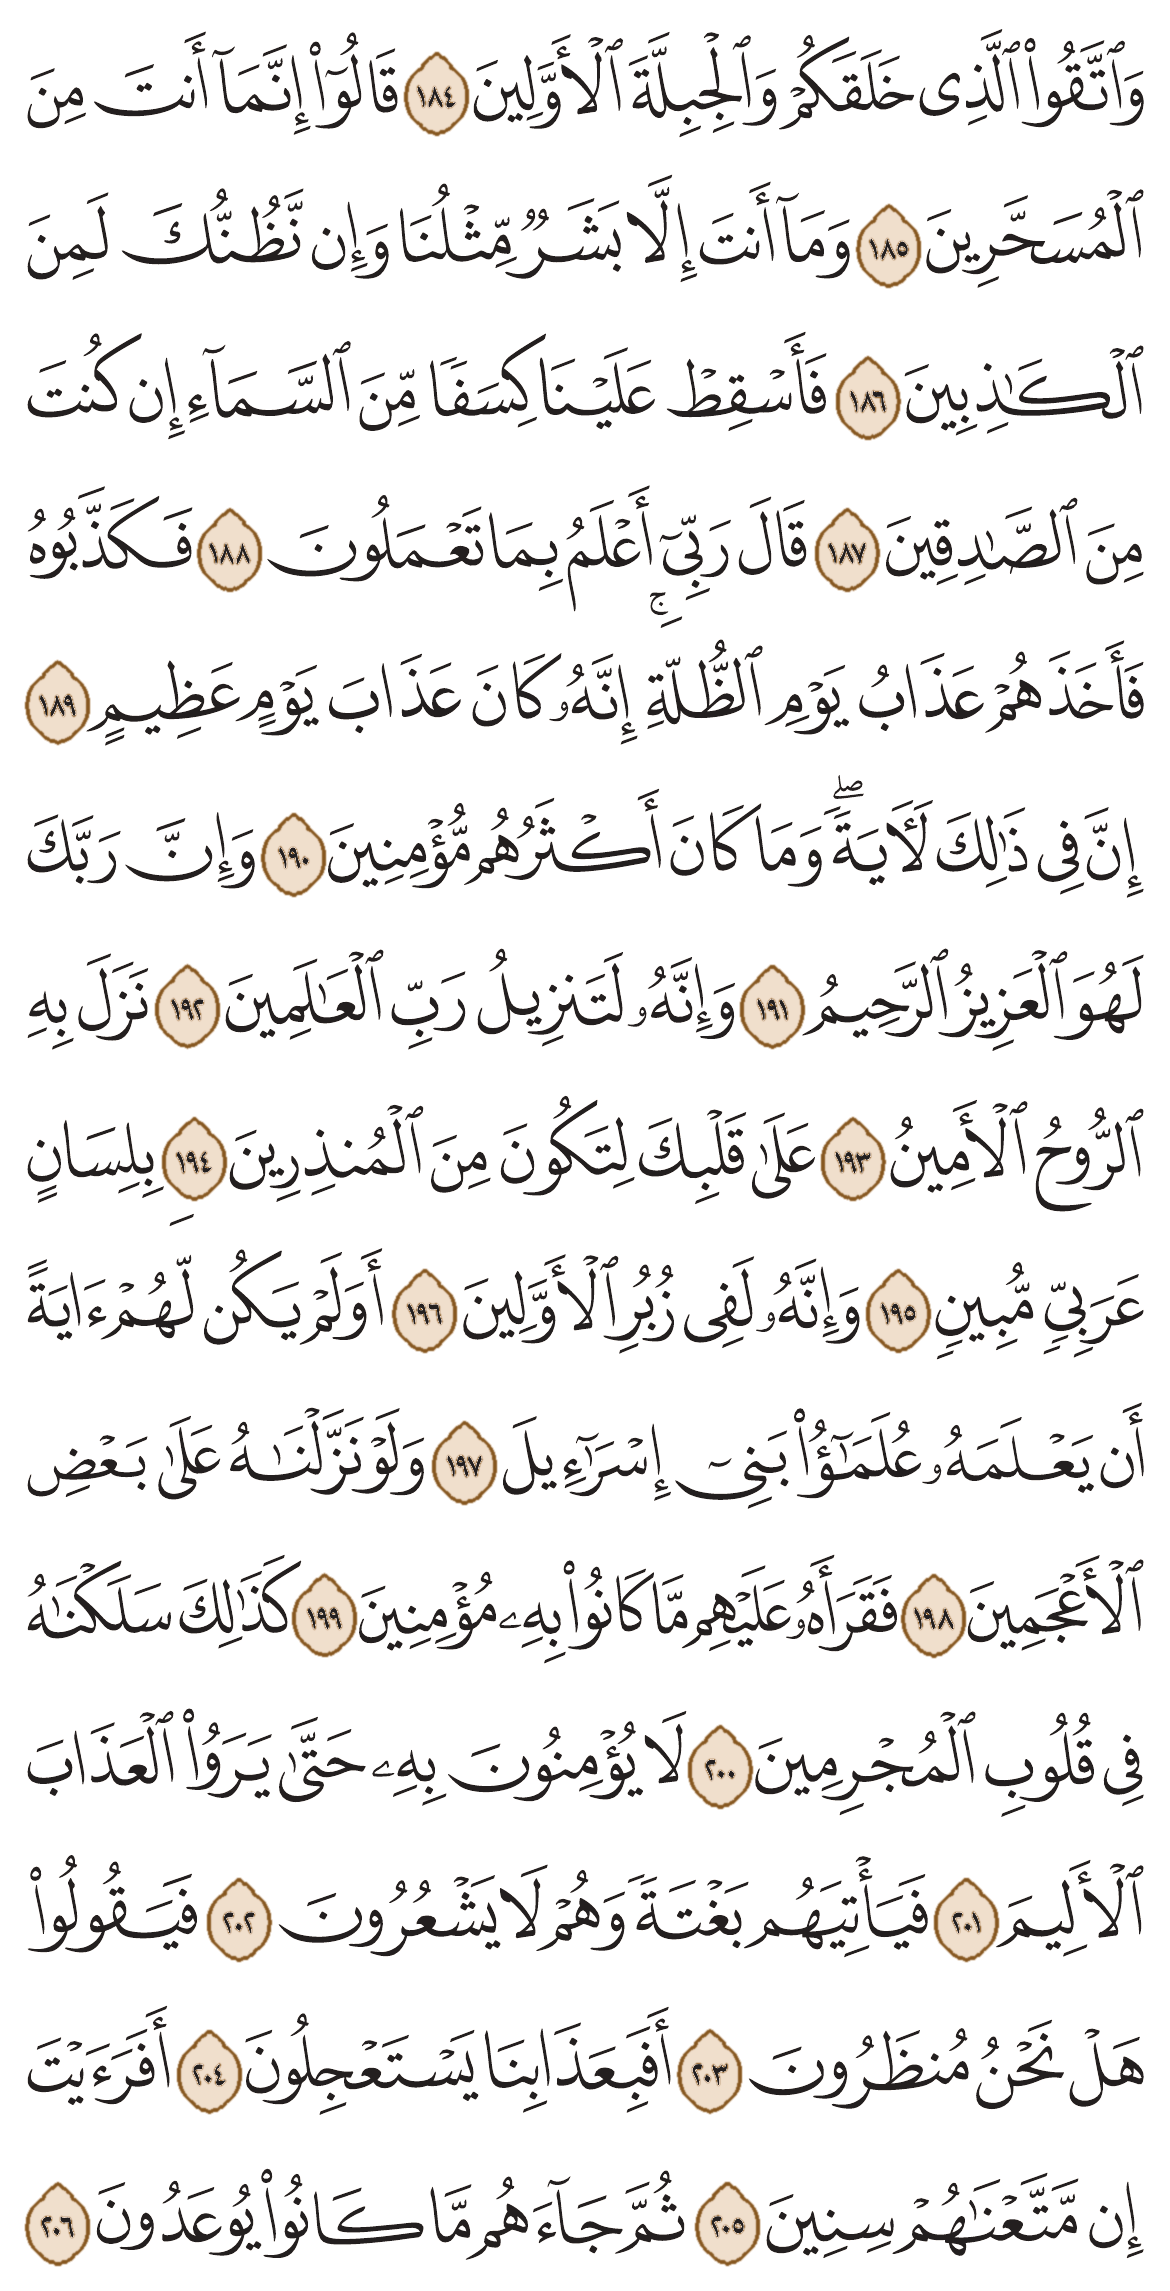 وَٱتَّقُواْ ٱلَّذِى خَلَقَكُمْ وَٱلْجِبِلَّةَ ٱلْأَوَّلِينَ ١٨٤ قَالُوٓاْ إِنَّمَآ أَنتَ مِنَ
ٱلْمُسَحَّرِينَ ١٨٥ وَمَآ أَنتَ إِلَّا بَشَرٌ مِّثْلُنَا وَإِن نَّظُنُّكَ لَمِنَ
ٱلْكَـٰذِبِينَ ١٨٦ فَأَسْقِطْ عَلَيْنَا كِسَفًا مِّنَ ٱلسَّمَآءِ إِن كُنتَ
مِنَ ٱلصَّـٰدِقِينَ ١٨٧ قَالَ رَبِّىٓ أَعْلَمُ بِمَا تَعْمَلُونَ ١٨٨ فَكَذَّبُوهُ
فَأَخَذَهُمْ عَذَابُ يَوْمِ ٱلظُّلَّةِ ۚ إِنَّهُۥ كَانَ عَذَابَ يَوْمٍ عَظِيمٍ ١٨٩
إِنَّ فِى ذَٰلِكَ لَـَٔايَةً ۖ وَمَا كَانَ أَكْثَرُهُم مُّؤْمِنِينَ ١٩٠ وَإِنَّ رَبَّكَ
لَهُوَ ٱلْعَزِيزُ ٱلرَّحِيمُ ١٩١ وَإِنَّهُۥ لَتَنزِيلُ رَبِّ ٱلْعَـٰلَمِينَ ١٩٢ نَزَلَ بِهِ
ٱلرُّوحُ ٱلْأَمِينُ ١٩٣ عَلَىٰ قَلْبِكَ لِتَكُونَ مِنَ ٱلْمُنذِرِينَ ١٩٤ بِلِسَانٍ
عَرَبِىٍّ مُّبِينٍ ١٩٥ وَإِنَّهُۥ لَفِى زُبُرِ ٱلْأَوَّلِينَ ١٩٦ أَوَلَمْ يَكُن لَّهُمْ ءَايَةً
أَن يَعْلَمَهُۥ عُلَمَـٰٓؤُاْ بَنِىٓ إِسْرَٰٓءِيلَ ١٩٧ وَلَوْ نَزَّلْنَـٰهُ عَلَىٰ بَعْضِ
ٱلْأَعْجَمِينَ ١٩٨ فَقَرَأَهُۥ عَلَيْهِم مَّا كَانُواْ بِهِۦ مُؤْمِنِينَ ١٩٩ كَذَٰلِكَ سَلَكْنَـٰهُ
فِى قُلُوبِ ٱلْمُجْرِمِينَ ٢٠٠ لَا يُؤْمِنُونَ بِهِۦ حَتَّىٰ يَرَوُاْ ٱلْعَذَابَ
ٱلْأَلِيمَ ٢٠١ فَيَأْتِيَهُم بَغْتَةً وَهُمْ لَا يَشْعُرُونَ ٢٠٢ فَيَقُولُواْ
هَلْ نَحْنُ مُنظَرُونَ ٢٠٣ أَفَبِعَذَابِنَا يَسْتَعْجِلُونَ ٢٠٤ أَفَرَءَيْتَ
إِن مَّتَّعْنَـٰهُمْ سِنِينَ ٢٠٥ ثُمَّ جَآءَهُم مَّا كَانُواْ يُوعَدُونَ ٢٠٦